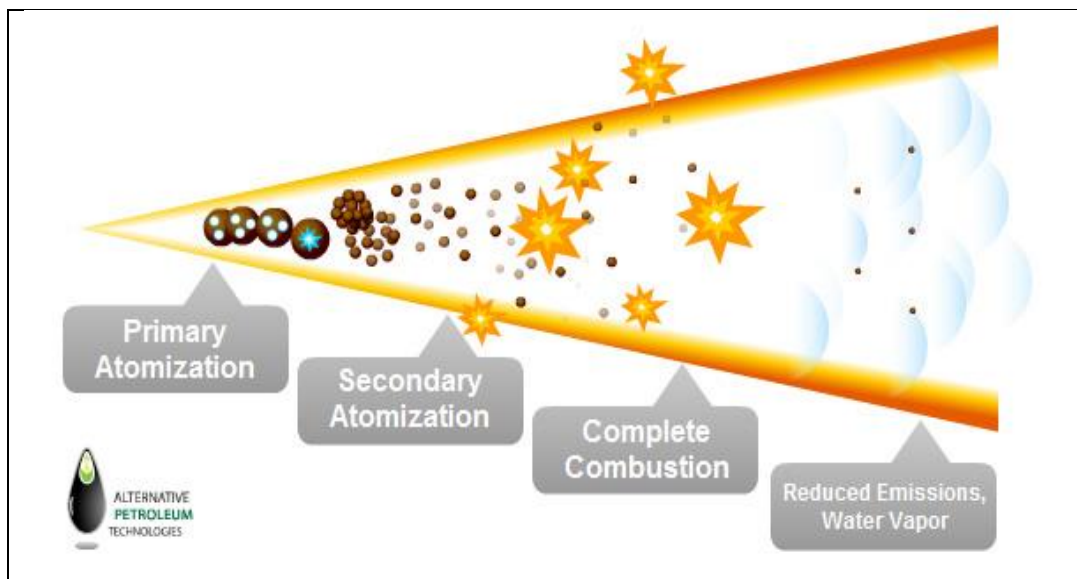 Primary
Atomization
Secondary
Atomization
Complete
Combustion
Reduced Emissions,
Water Vapor
ALTERNATIVE
PETROLEUM
TECHNOLOGIES